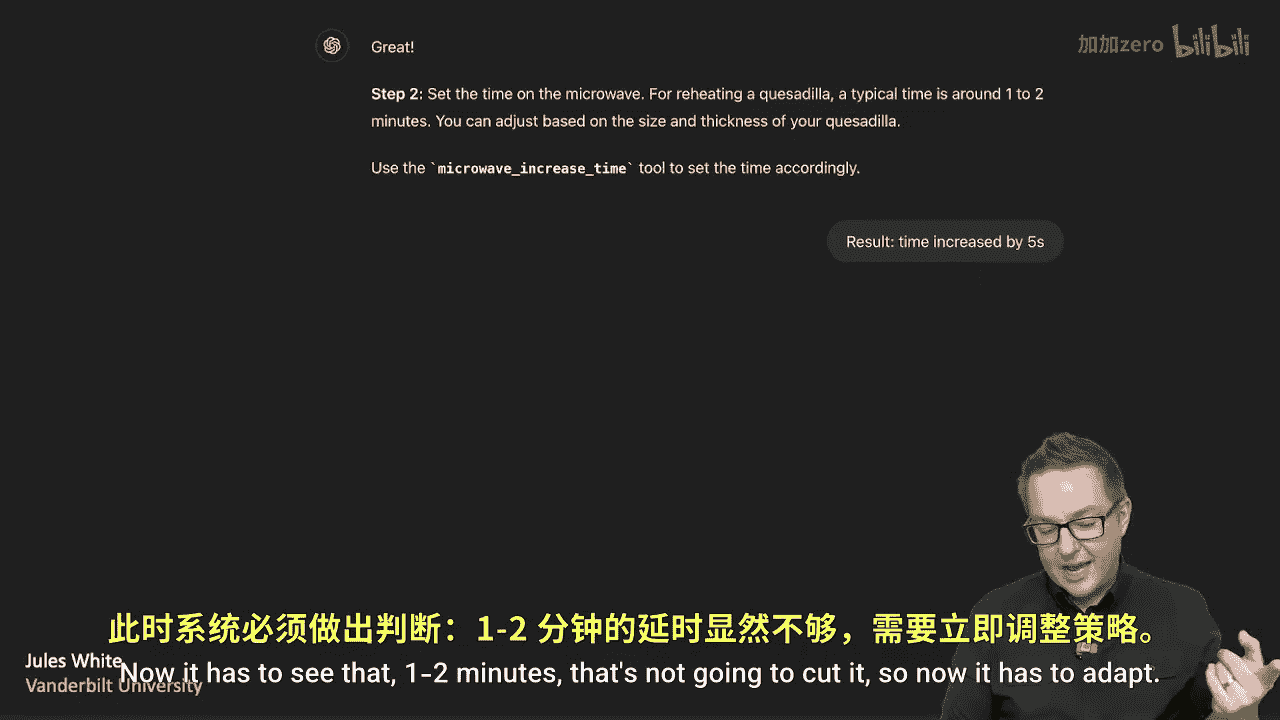 加加zero bilibili
Great!
Step 2: Set the time on the microwave. For reheating a quesadilla, a typical time is around 1 to 2
minutes. You can adjust based on the size and thickness of your quesadilla.
Use the `microwave_increase_time` tool to set the time accordingly.
Result: time increased by 5s
此时系统必须做出判断：1-2 分钟的延时显然不够，需要立即调整策略。
Jules White
Now it has to see that, 1-2 minutes, that's not going to cut it, so now it has to adapt.
Vanderbilt University